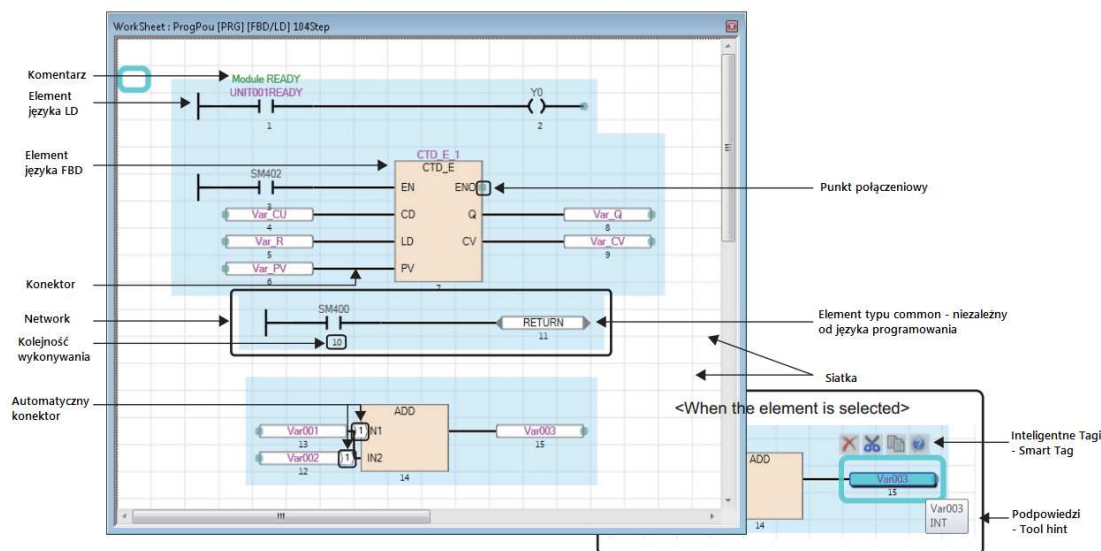 WorkSheet : ProgPou [PRG] [FBD/LD] 104Step
Komentarz
Module READY
UNIT001READY
Y0
Element
języka LD
1
2
Element
języka FBD
CTD_E_1
CTD_E
SM402
EN
ENO
Punkt połączeniowy
3
Var_CU
CD
Q
Var_Q
4
8
Var_R
LD
CV
Var_CV
5
9
Var_PV
PV
6
7
Konektor
Network
SM400
RETURN
Element typu common - niezależny
od języka programowania
10
11
Kolejność
wykonywania
Siatka
Automatyczny
konektor
ADD
<When the element is selected>
Var001
1
IN1
Var003
13
15
Var002
1
IN2
12
14
Inteligentne Tagi
- Smart Tag
ADD
Var003
15
14
Var003
INT
Podpowiedzi
- Tool hint